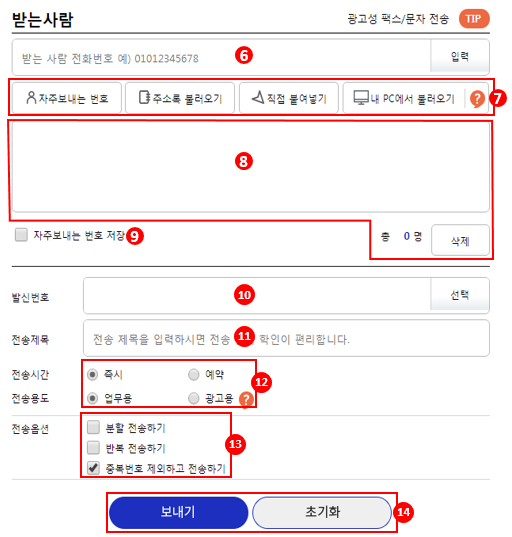 받는사람 광고성 팩스/문자 전송 TIP
받는 사람 전화번호 예) 01012345678 6 입력
자주보내는 번호 주소록 불러오기 직접 붙여넣기 내 PC에서 불러오기 ? 7
8
자주보내는 번호 저장 9 총 0 명 삭제
발신번호 10 선택
전송제목 전송 제목을 입력하시면 전송 11 확인이 편리합니다.
전송시간 즉시 예약 12
전송용도 업무용 광고용 ?
전송옵션 분할 전송하기
반복 전송하기 13
중복번호 제외하고 전송하기
보내기 초기화 14